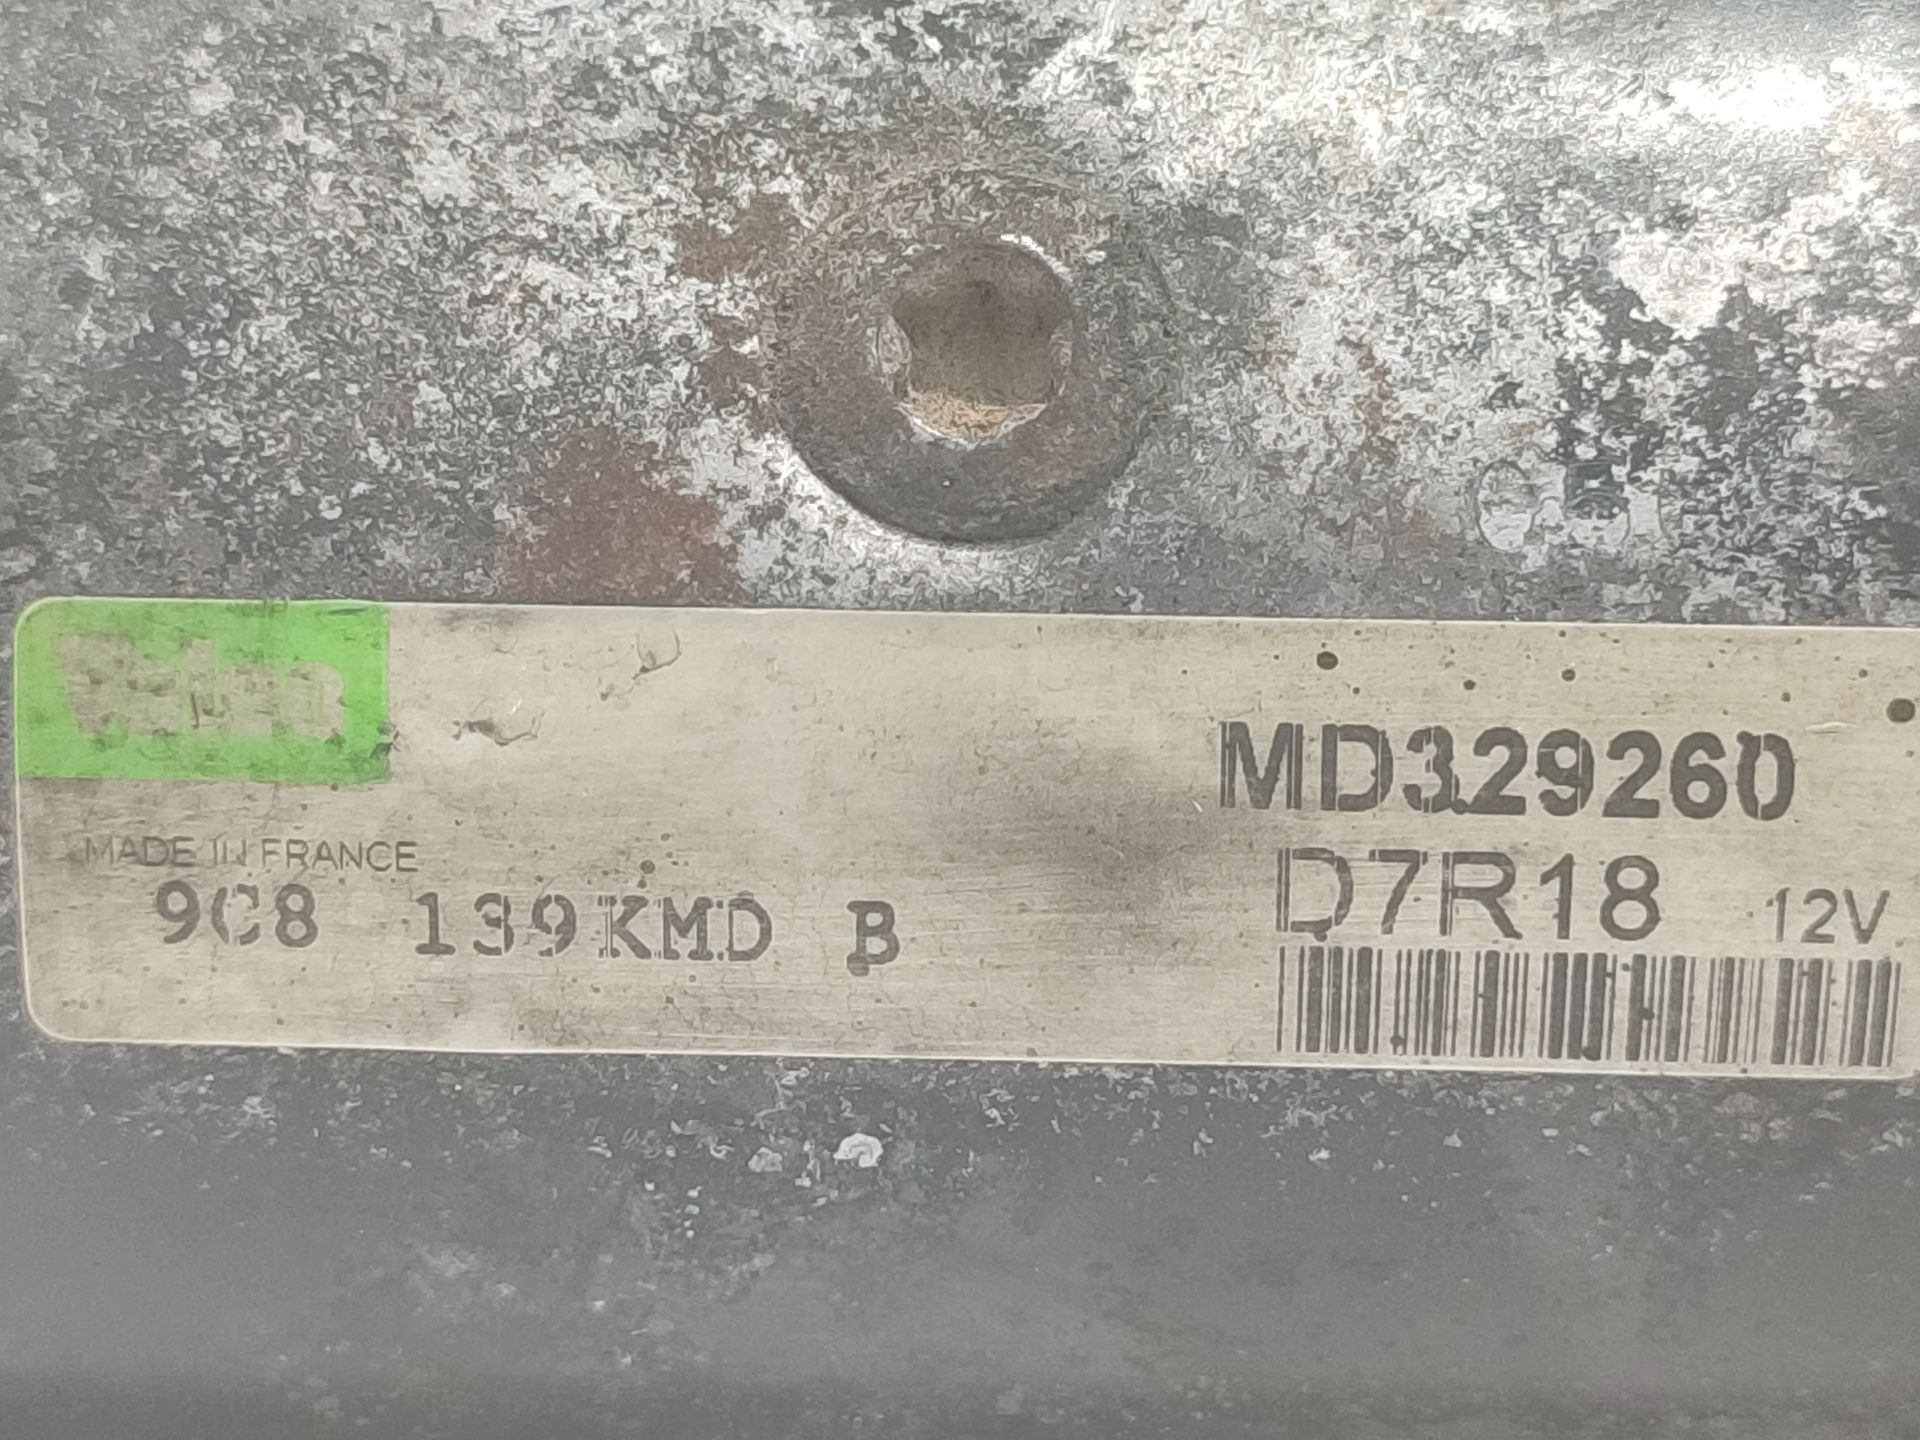 Valeo
MD329260
MADE IN FRANCE
D7R18 12V
9C8 139KMD B